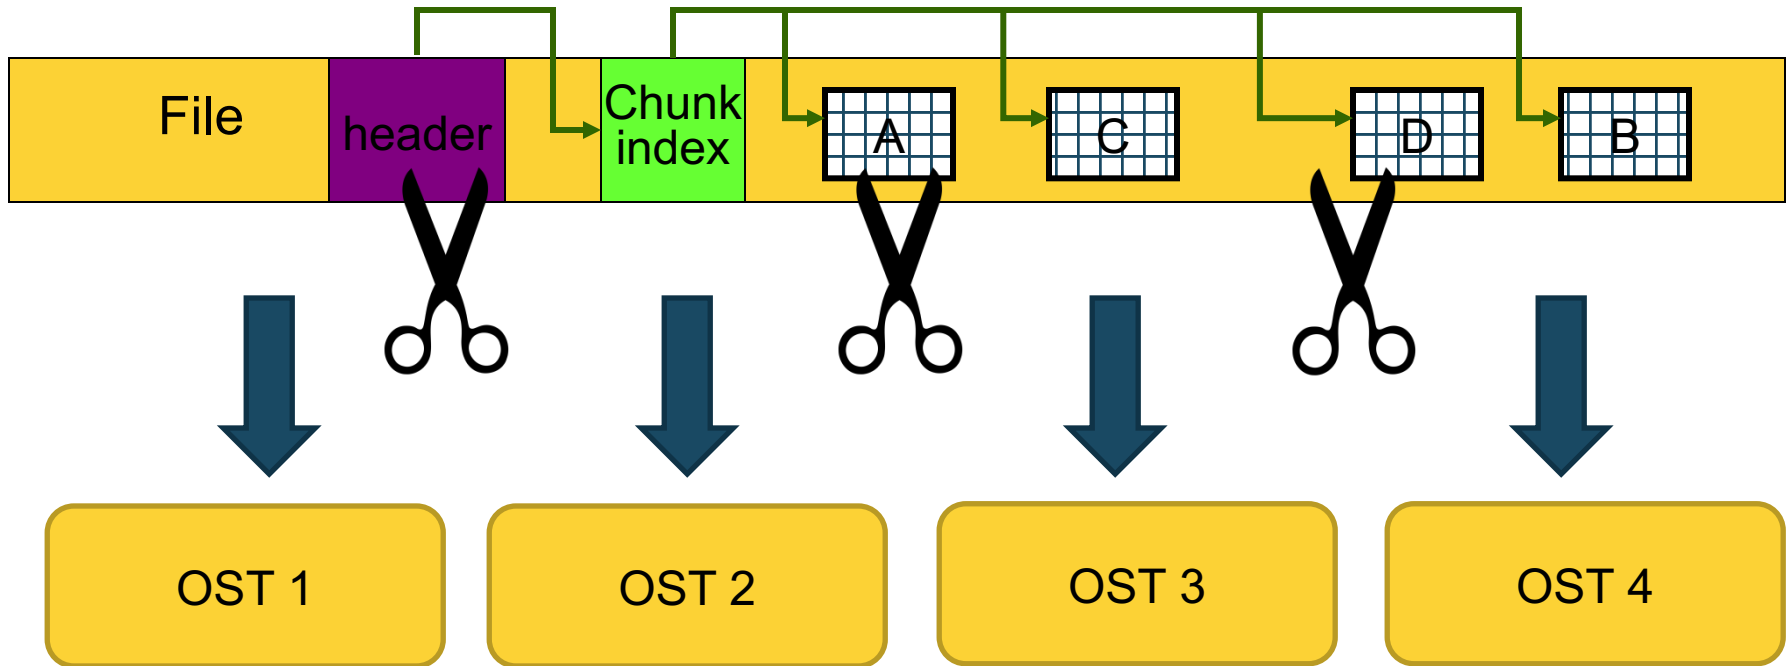 File
header
Chunk
index
A
C
D
B
OST 1
OST 2
OST 3
OST 4